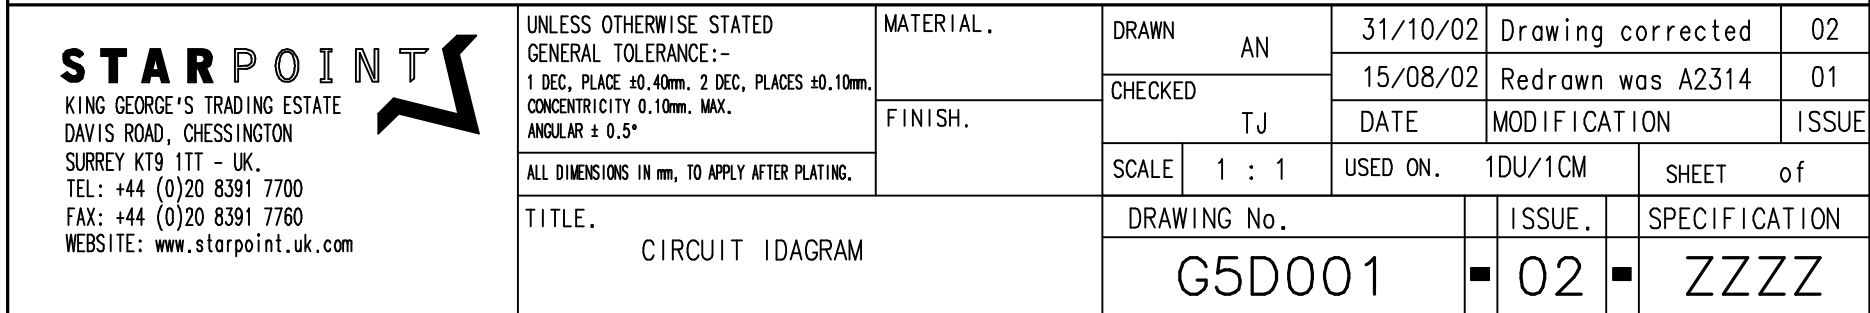 STARPOINT
KING GEORGE'S TRADING ESTATE
DAVIS ROAD, CHESSINGTON
SURREY KT9 1TT - UK.
TEL: +44 (0)20 8391 7700
FAX: +44 (0)20 8391 7760
WEBSITE: www.starpoint.uk.com
UNLESS OTHERWISE STATED
GENERAL TOLERANCE:-
1 DEC, PLACE ±0.40mm. 2 DEC, PLACES ±0.10mm.
CONCENTRICITY 0.10mm. MAX.
ANGULAR ± 0.5°
ALL DIMENSIONS IN mm, TO APPLY AFTER PLATING.
MATERIAL.
FINISH.
TITLE.
CIRCUIT IDAGRAM
DRAWN AN
CHECKED
TJ
SCALE 1 : 1
31/10/02 Drawing corrected 02
15/08/02 Redrawn was A2314 01
DATE MODIFICATION ISSUE
USED ON. 1DU/1CM
SHEET of
DRAWING No. ISSUE. SPECIFICATION
G5D001 - 02 - ZZZZ